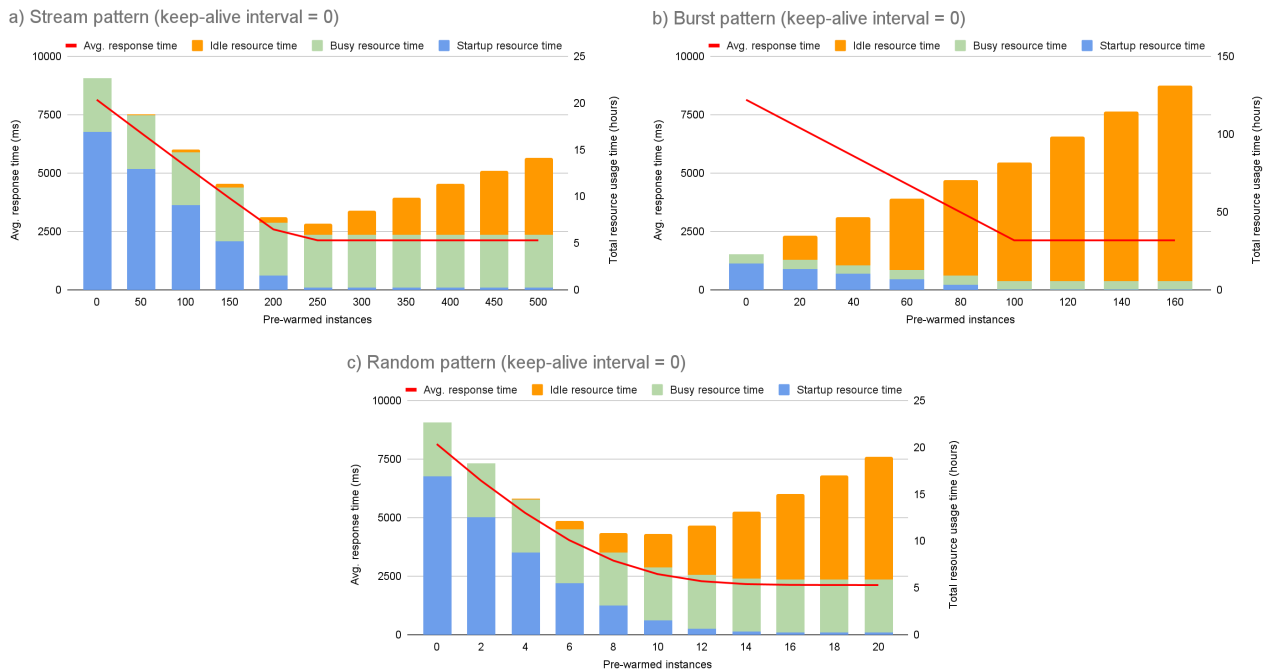 a) Stream pattern (keep-alive interval = 0)
Avg. response time Idle resource time Busy resource time Startup resource time
10000 7500 5000 2500 0
Avg. response time (ms)
25 20 15 10 5 0
Total resource usage time (hours)
0 50 100 150 200 250 300 350 400 450 500
Pre-warmed instances
b) Burst pattern (keep-alive interval = 0)
Avg. response time Idle resource time Busy resource time Startup resource time
10000 7500 5000 2500 0
Avg. response time (ms)
150 100 50 0
Total resource usage time (hours)
0 20 40 60 80 100 120 140 160
Pre-warmed instances
c) Random pattern (keep-alive interval = 0)
Avg. response time Idle resource time Busy resource time Startup resource time
10000 7500 5000 2500 0
Avg. response time (ms)
25 20 15 10 5 0
Total resource usage time (hours)
0 2 4 6 8 10 12 14 16 18 20
Pre-warmed instances